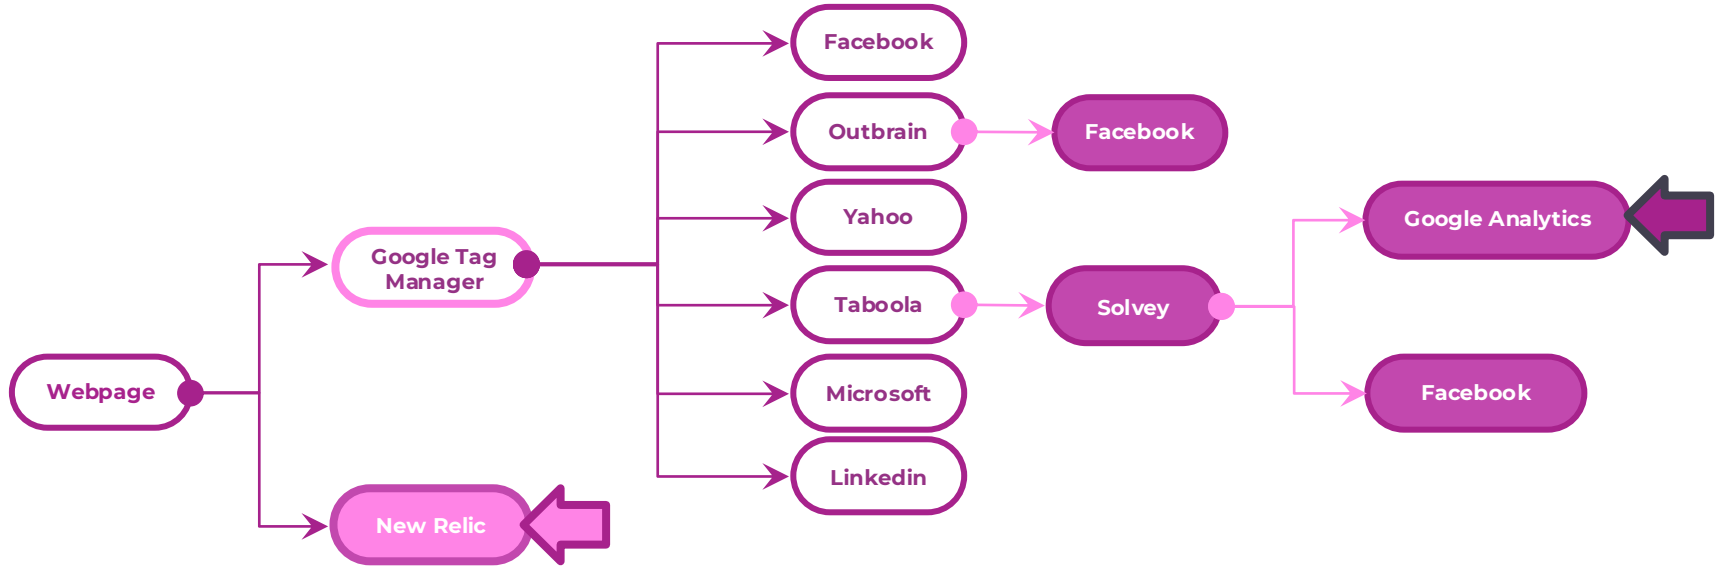 Facebook
Outbrain
Facebook
Yahoo
Google Analytics
Google Tag
Manager
Taboola
Solvey
Webpage
Microsoft
Facebook
Linkedin
New Relic